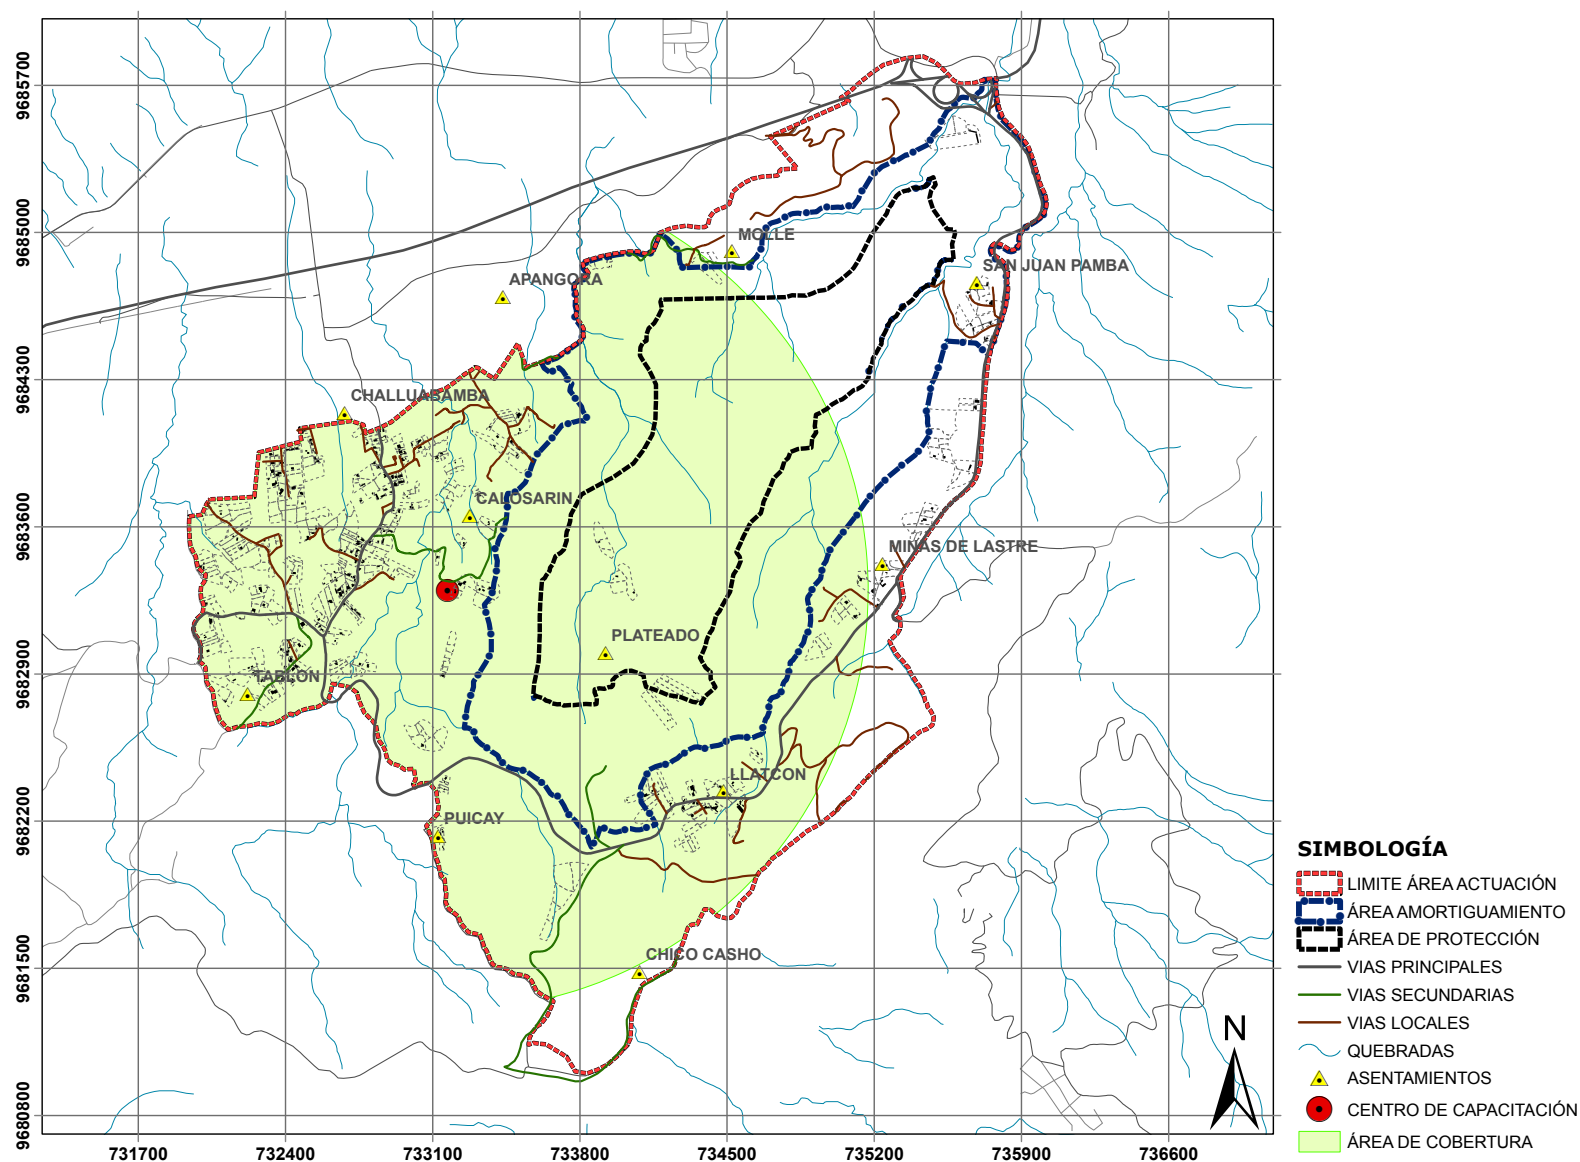 9685700
9685000
9684300
9683600
9682900
9682200
9681500
9680800
MOLLE
SAN JUAN PAMBA
APANGORA
CHALLUABAMBA
CALOSARIN
MINAS DE LASTRE
PLATEADO
TABLON
LLATCON
PUICAY
CHICO CASHO
731700
732400
733100
733800
734500
735200
735900
736600
N
SIMBOLOGÍA
LIMITE ÁREA ACTUACIÓN
ÁREA AMORTIGUAMIENTO
ÁREA DE PROTECCIÓN
VIAS PRINCIPALES
VIAS SECUNDARIAS
VIAS LOCALES
QUEBRADAS
ASENTAMIENTOS
CENTRO DE CAPACITACIÓN
ÁREA DE COBERTURA